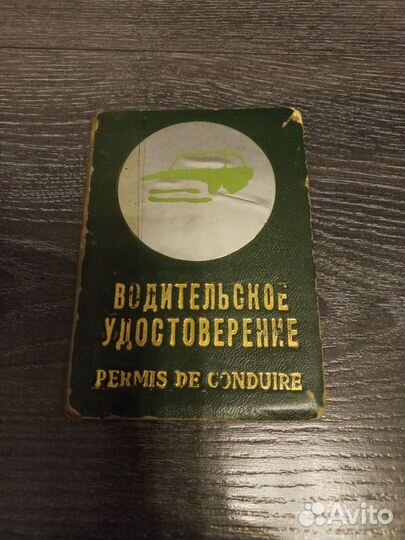 ВОДИТЕЛЬСКОЕ
УДОСТОВЕРЕНИЕ
PERMIS DE CONDUIRE
Avito